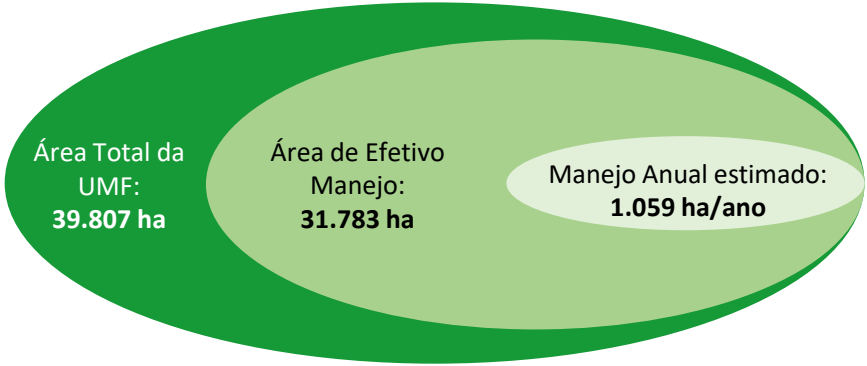 Área Total da
UMF:
39.807 ha
Área de Efetivo
Manejo:
31.783 ha
Manejo Anual estimado:
1.059 ha/ano